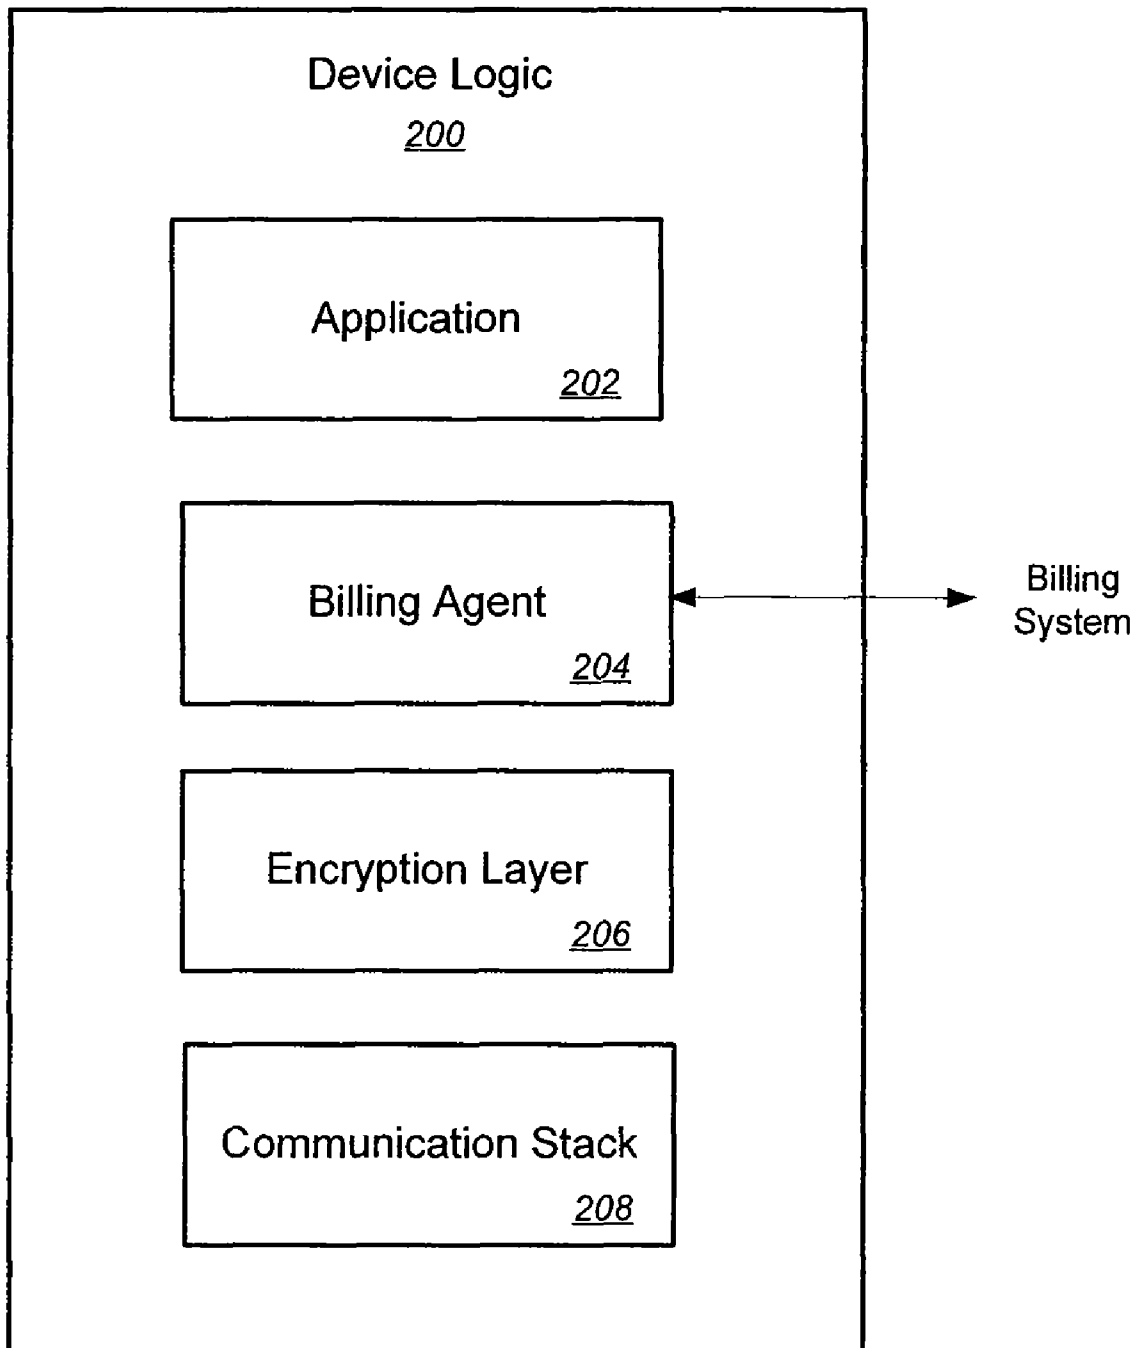 Device Logic
200
Application
202
Billing Agent
204
Billing
System
Encryption Layer
206
Communication Stack
208